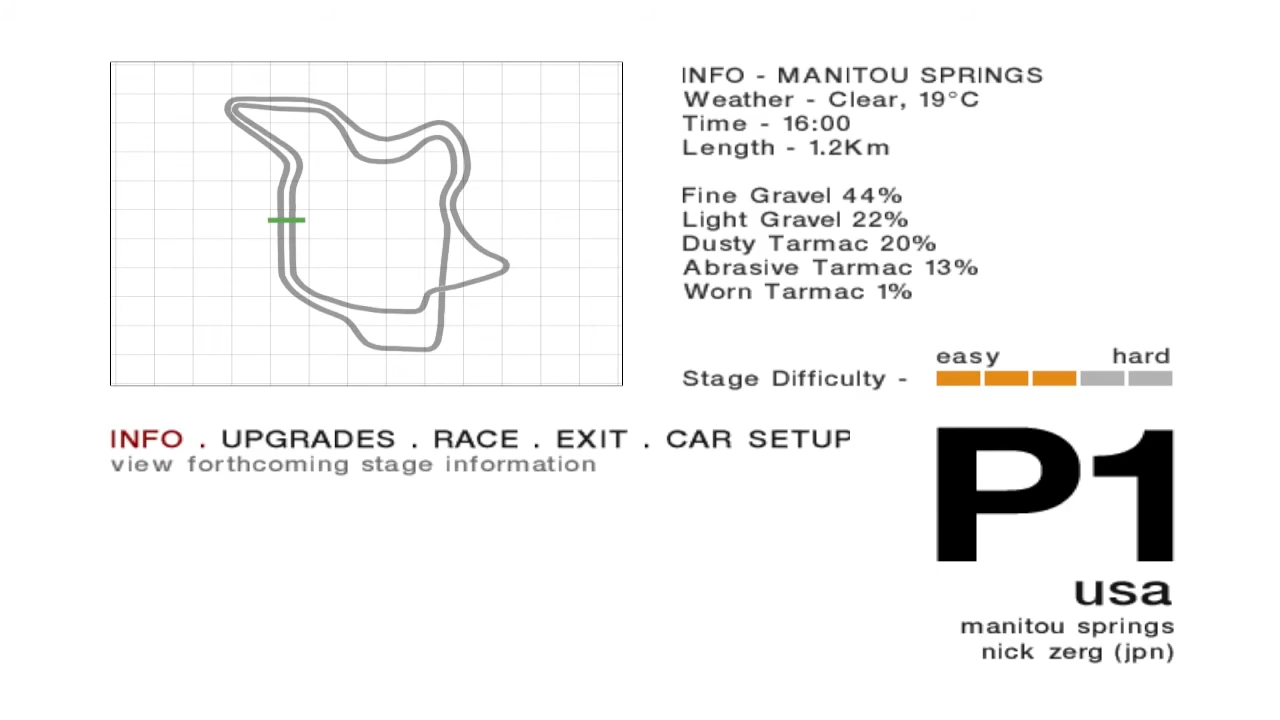 INFO - MANITOU SPRINGS
Weather - Clear, 19°C
Time - 16:00
Length - 1.2Km
Fine Gravel 44%
Light Gravel 22%
Dusty Tarmac 20%
Abrasive Tarmac 13%
Worn Tarmac 1%
easy hard
Stage Difficulty -
INFO . UPGRADES . RACE . EXIT . CAR SETUP
view forthcoming stage information
P1
usa
manitou springs
nick zerg (jpn)